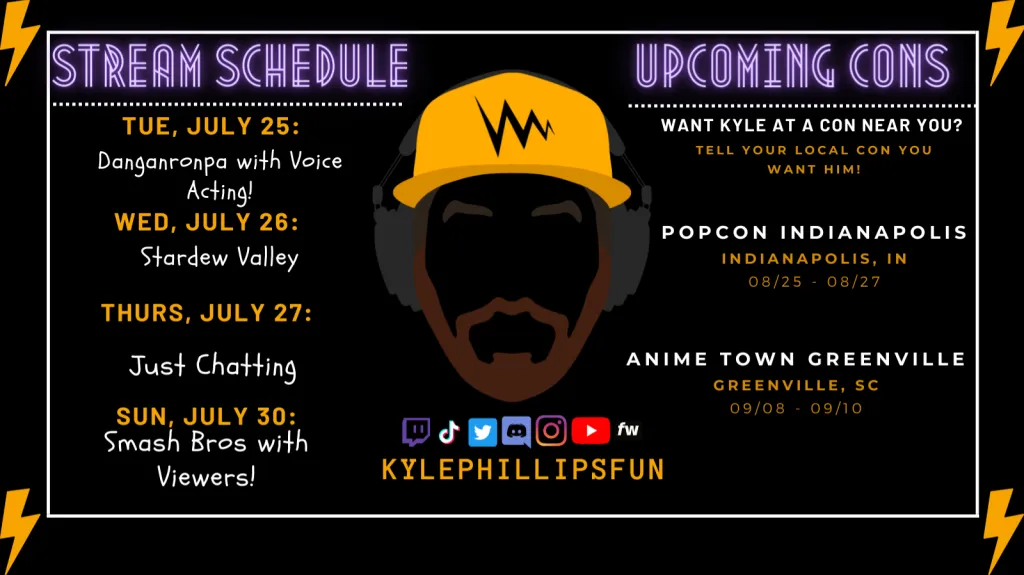 STREAM SCHEDULE
TUE, JULY 25:
Danganronpa with Voice
Acting!
WED, JULY 26:
Stardew Valley
THURS, JULY 27:
Just Chatting
SUN, JULY 30:
Smash Bros with
Viewers!
fw
KYLEPHILLIPSFUN
UPCOMING CONS
WANT KYLE AT A CON NEAR YOU?
TELL YOUR LOCAL CON YOU
WANT HIM!
POPCON INDIANAPOLIS
INDIANAPOLIS, IN
08/25 - 08/27
ANIME TOWN GREENVILLE
GREENVILLE, SC
09/08 - 09/10